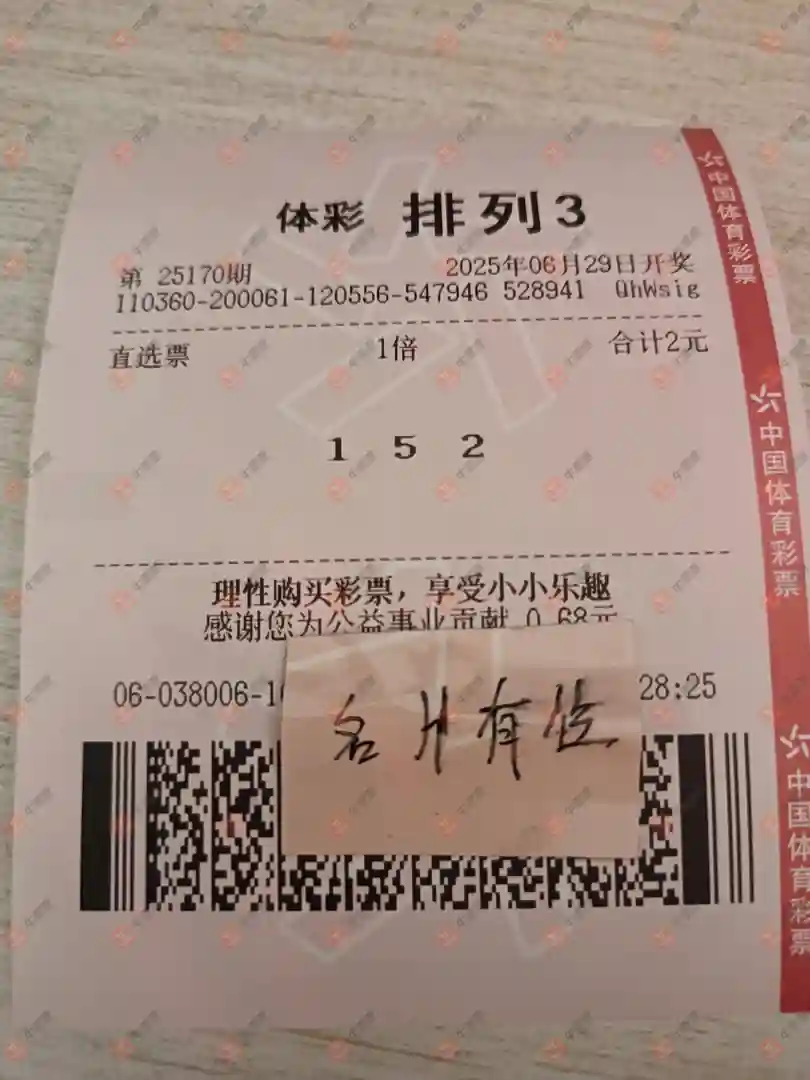 体彩 排列3
第 25170期 2025年06月29日开奖
110360-200061-120556-547946 528941 QhWsig
直选票 1倍 合计2元
1 5 2
理性购买彩票，享受小小乐趣
感谢您为公益事业贡献 0.68元
06-038006-1
28:25
名片有位
中国体育彩票
中国体育彩票
中国体育彩票